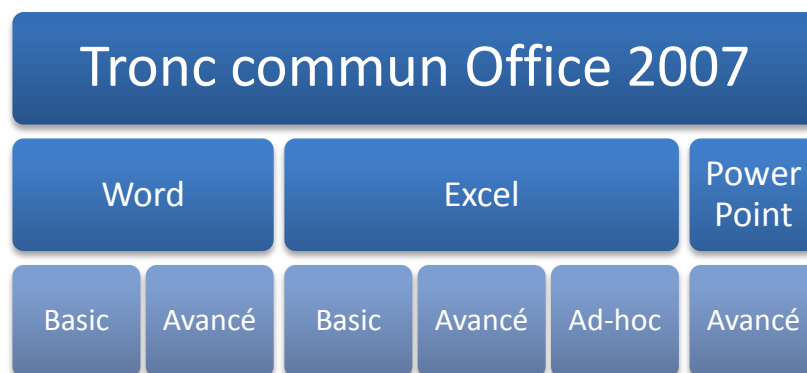 Tronc commun Office 2007
Word
Excel
Power
Point
Basic
Avancé
Basic
Avancé
Ad-hoc
Avancé